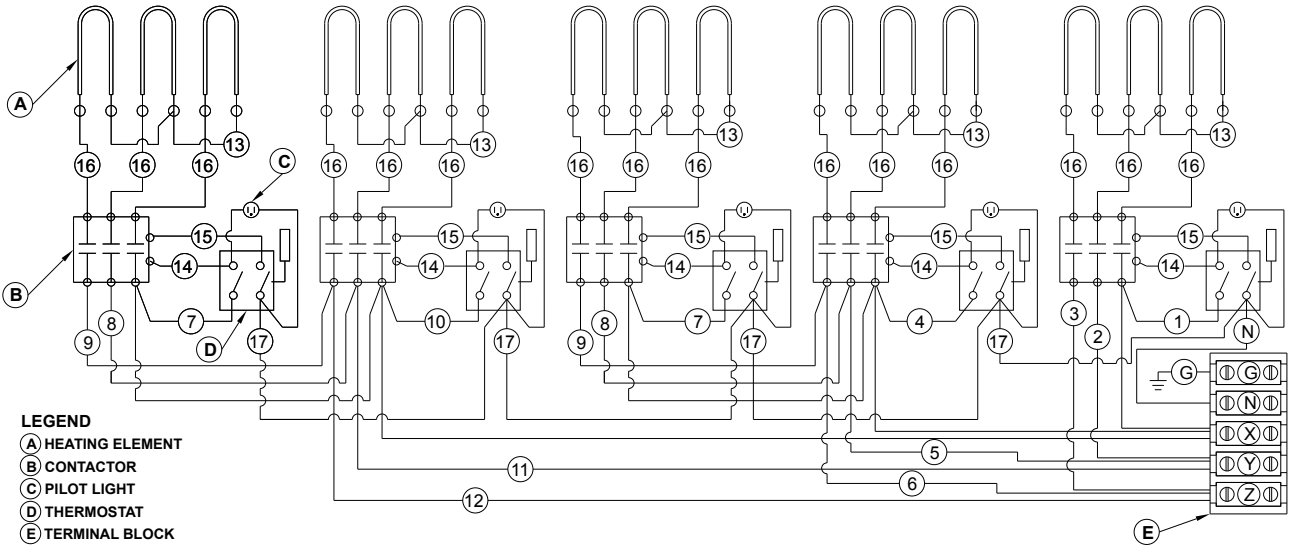 A
13 13 13 13 13
16 16 16 C 16 16 16 16 16 16 16 16 16 16 16 16
15 15 15 15 15
14 14 14 14 14
B
9 8 7 D 17 10 17 9 8 7 17 4 17 3 2 1 N
G G
N
X
5 Y
11
6
12 Z
E
LEGEND
A HEATING ELEMENT
B CONTACTOR
C PILOT LIGHT
D THERMOSTAT
E TERMINAL BLOCK